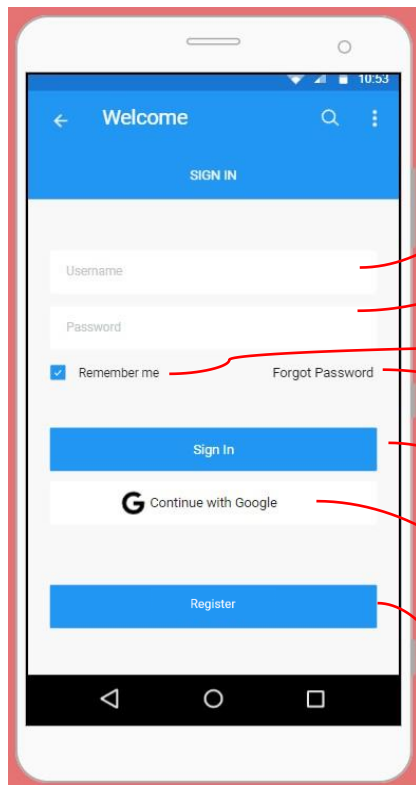 10:53
Welcome
SIGN IN
Username
Password
Remember me Forgot Password
Sign In
G Continue with Google
Register